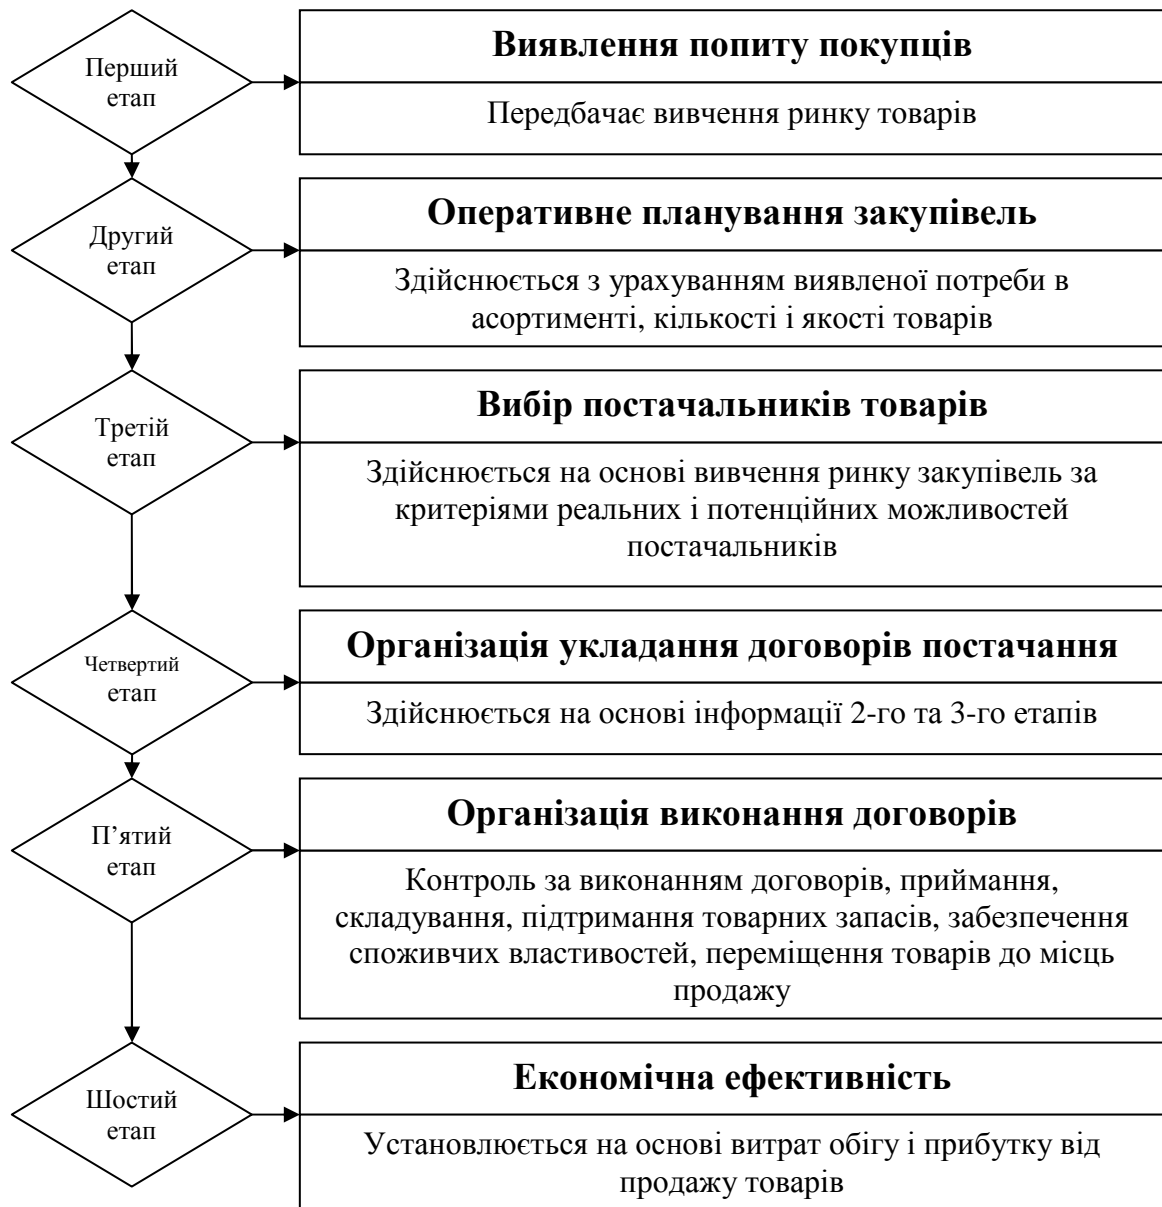 Перший
етап
Виявлення попиту покупців
Передбачає вивчення ринку товарів
Другий
етап
Оперативне планування закупівель
Здійснюється з урахуванням виявленої потреби в
асортименті, кількості і якості товарів
Третій
етап
Вибір постачальників товарів
Здійснюється на основі вивчення ринку закупівель за
критеріями реальних і потенційних можливостей
постачальників
Четвертий
етап
Організація укладання договорів постачання
Здійснюється на основі інформації 2-го та 3-го етапів
П’ятий
етап
Організація виконання договорів
Контроль за виконанням договорів, приймання,
складування, підтримання товарних запасів, забезпечення
споживчих властивостей, переміщення товарів до місць
продажу
Шостий
етап
Економічна ефективність
Установлюється на основі витрат обігу і прибутку від
продажу товарів